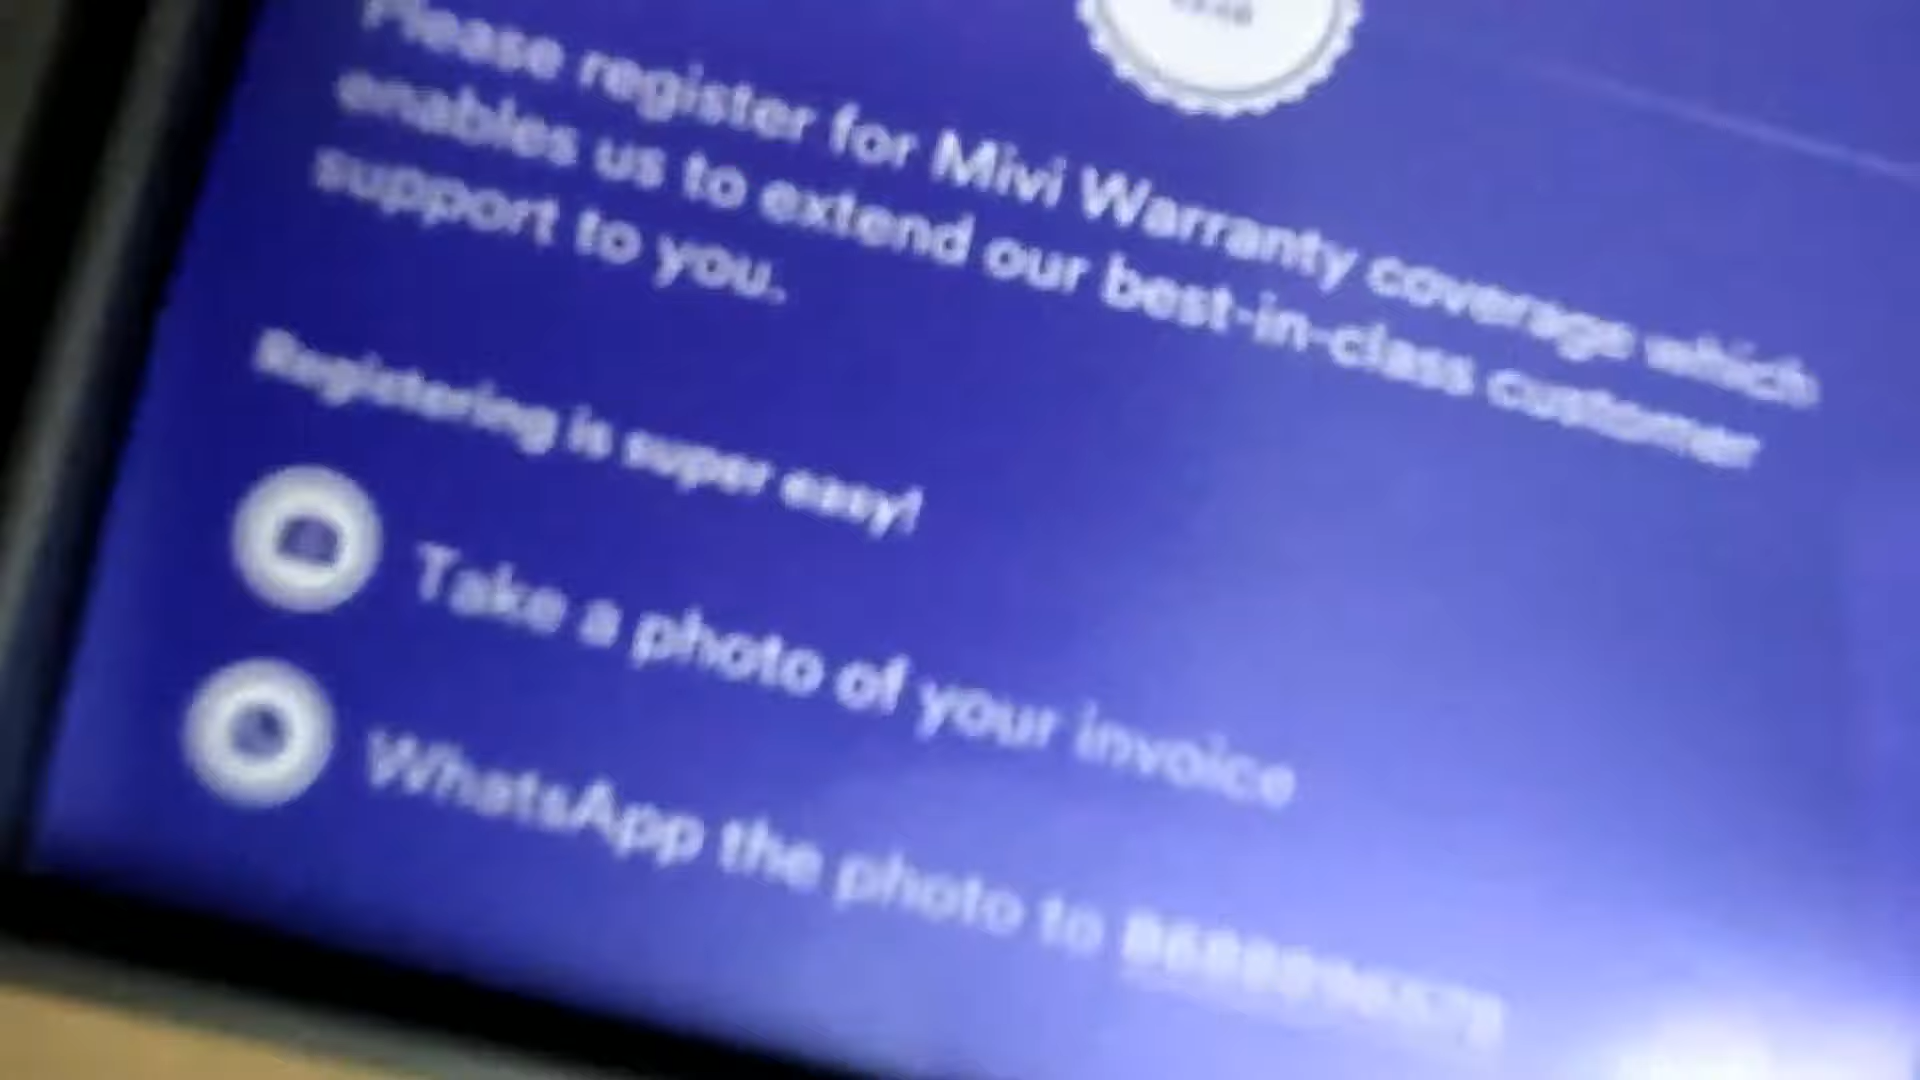 Please register for Mivi Warranty coverage which
enables us to extend our best-in-class customer
support to you.
Registering is super easy!
Take a photo of your invoice
WhatsApp the photo to